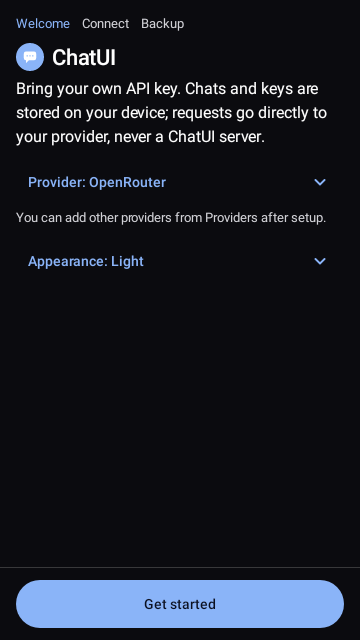 Welcome Connect Backup
ChatUI
Bring your own API key. Chats and keys are
stored on your device; requests go directly to
your provider, never a ChatUI server.
Provider: OpenRouter
You can add other providers from Providers after setup.
Appearance: Light
Get started